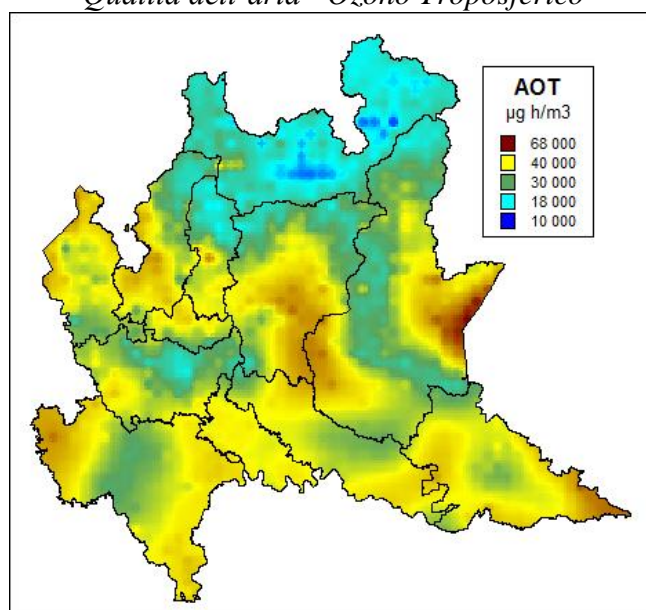 Qualità dell'aria - Ozono Troposferico
AOT
µg h/m3
68 000
40 000
30 000
18 000
10 000